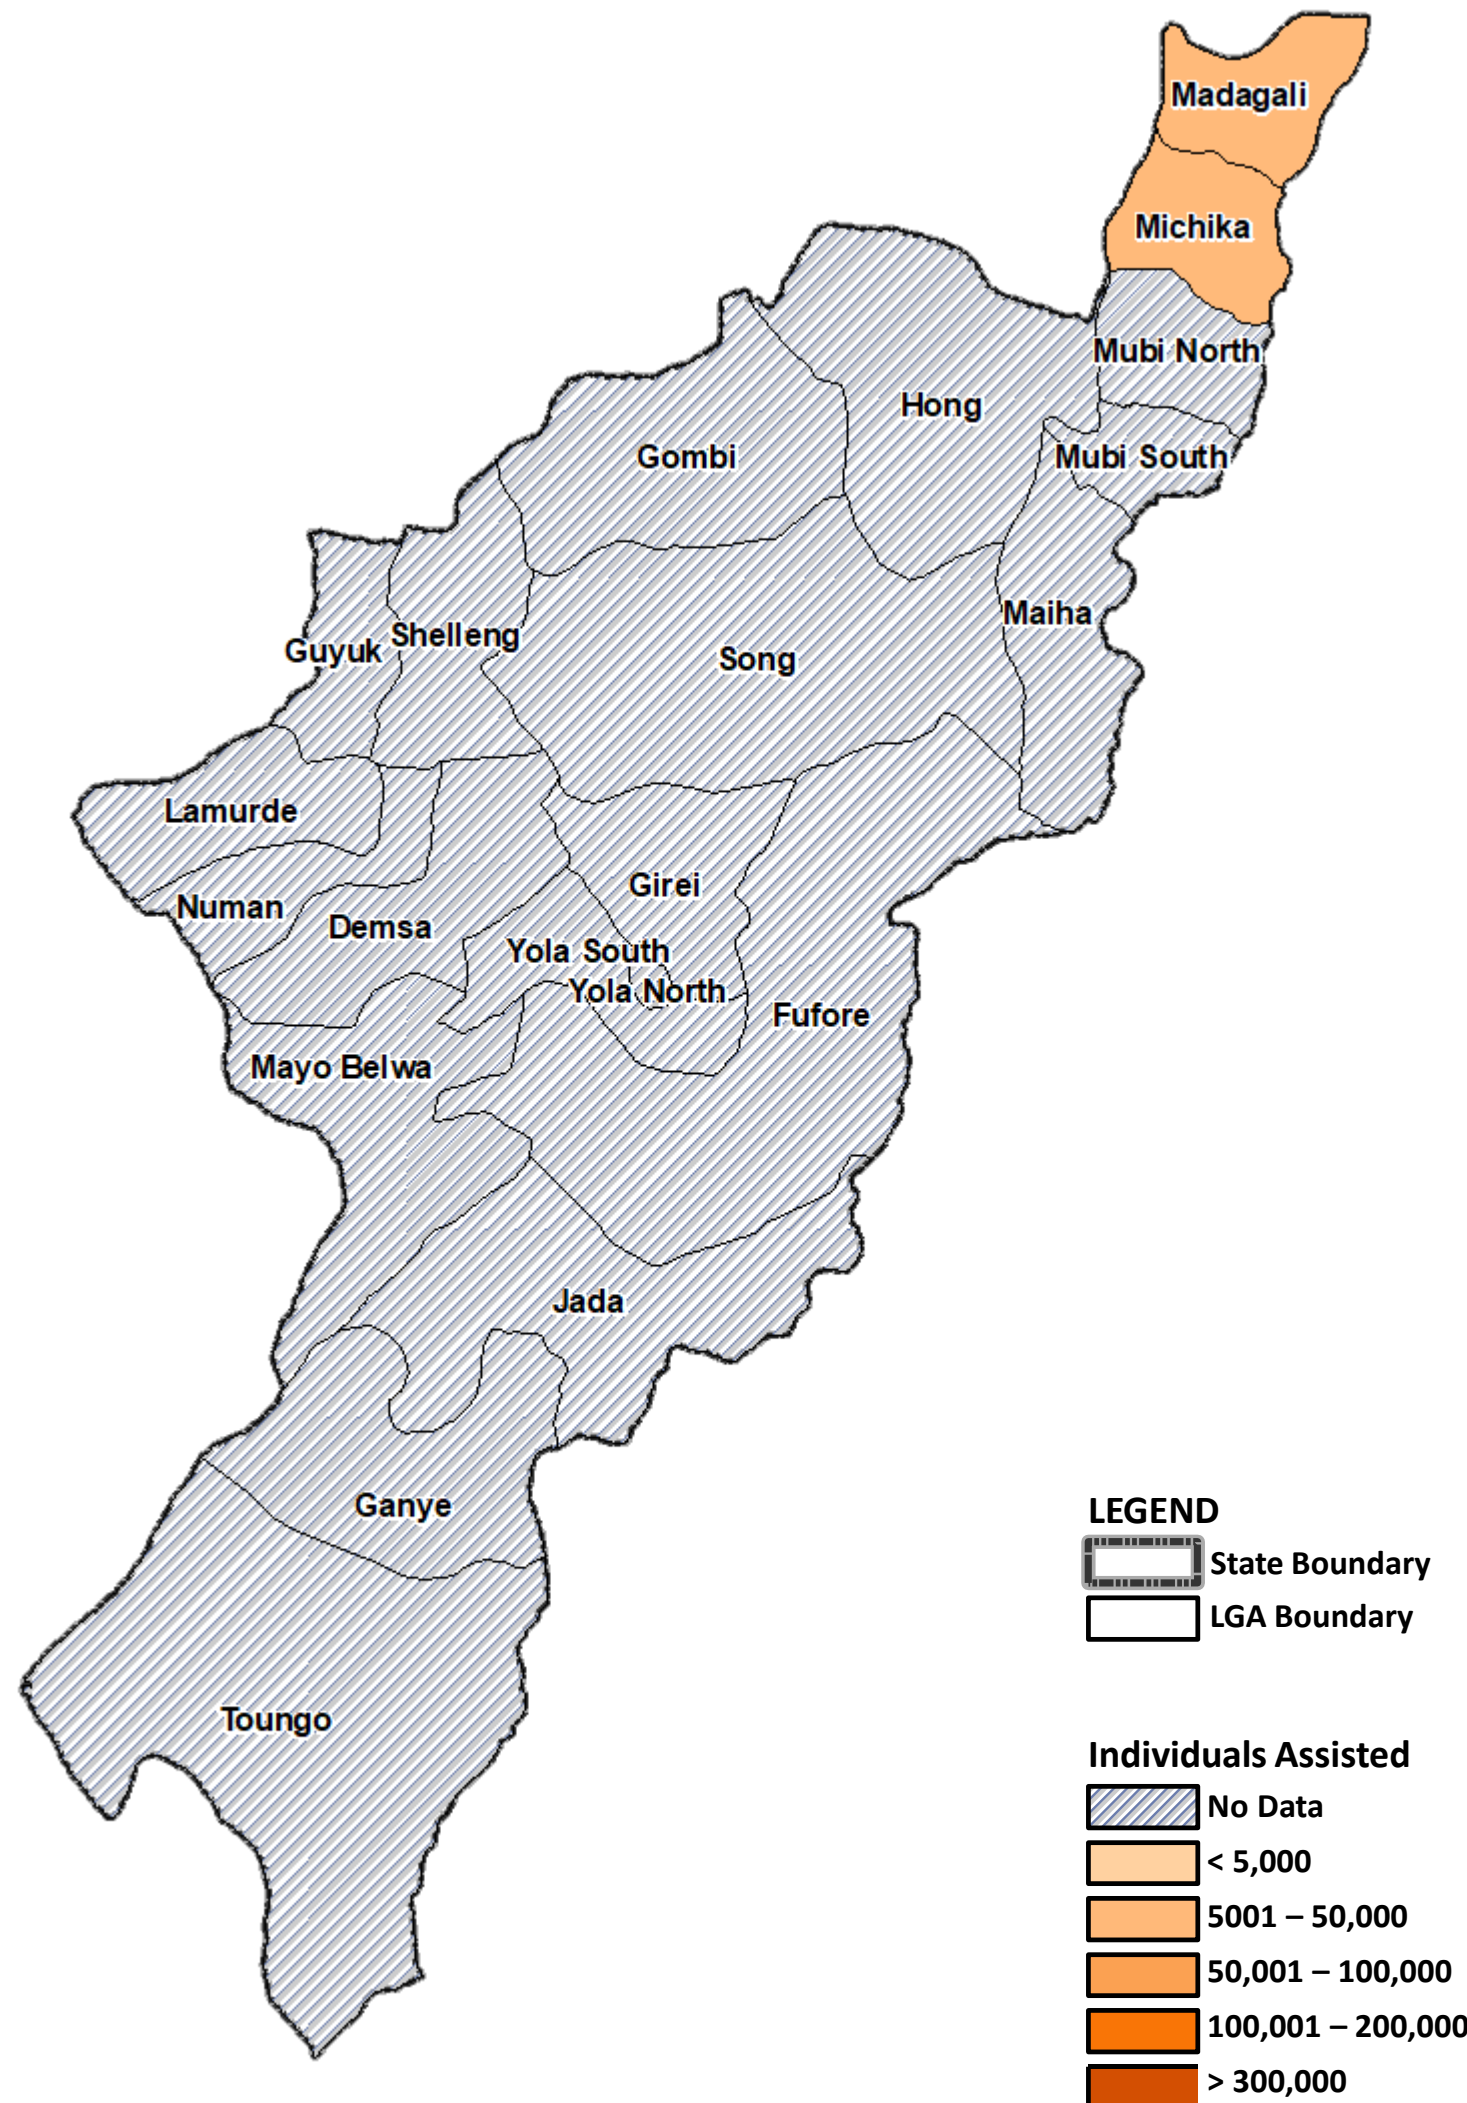 Madagali
Michika
Mubi North
Hong
Gombi
Mubi South
Maiha
Shelleng
Guyuk
Song
Lamurde
Girei
Numan
Demsa
Yola South
Yola North
Fufore
Mayo Belwa
Jada
Ganye
Toungo
LEGEND
State Boundary
LGA Boundary
Individuals Assisted
No Data
< 5,000
5001 – 50,000
50,001 – 100,000
100,001 – 200,000
> 300,000